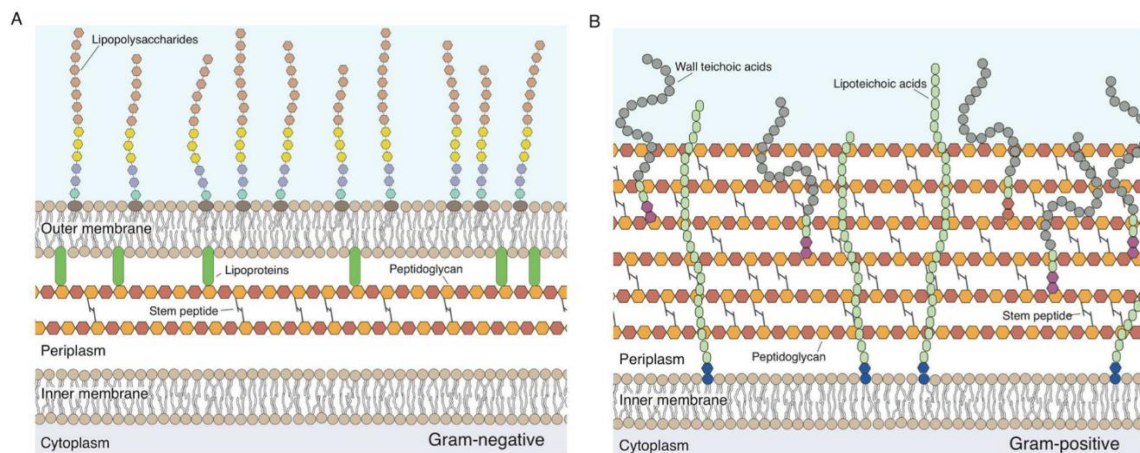 A
Lipopolysaccharides
Outer membrane
Lipoproteins
Peptidoglycan
Stem peptide
Periplasm
Inner membrane
Cytoplasm
Gram-negative
B
Wall teichoic acids
Lipoteichoic acids
Stem peptide
Peptidoglycan
Periplasm
Inner membrane
Cytoplasm
Gram-positive